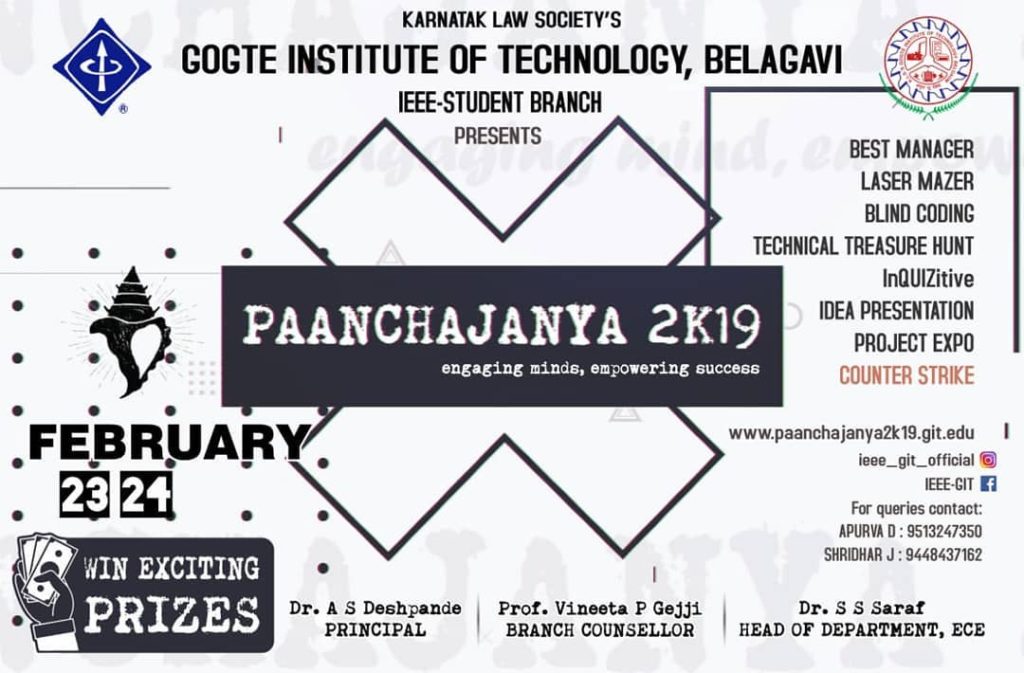 KARNATAK LAW SOCIETY'S
GOGTE INSTITUTE OF TECHNOLOGY, BELAGAVI
IEEE-STUDENT BRANCH
PRESENTS
engaging mind, empow
BEST MANAGER
LASER MAZER
BLIND CODING
TECHNICAL TREASURE HUNT
InQUIZitive
IDEA PRESENTATION
PROJECT EXPO
COUNTER STRIKE
PAANCHAJANYA 2K19
engaging minds, empowering success
FEBRUARY
23 24
www.paanchajanya2k19.git.edu
ieee_git_official
IEEE-GIT
For queries contact:
APURVA D : 9513247350
SHRIDHAR J : 9448437162
WIN EXCITING
PRIZES
Dr. A S Deshpande
PRINCIPAL
Prof. Vineeta P Gejji
BRANCH COUNSELLOR
Dr. S S Saraf
HEAD OF DEPARTMENT, ECE